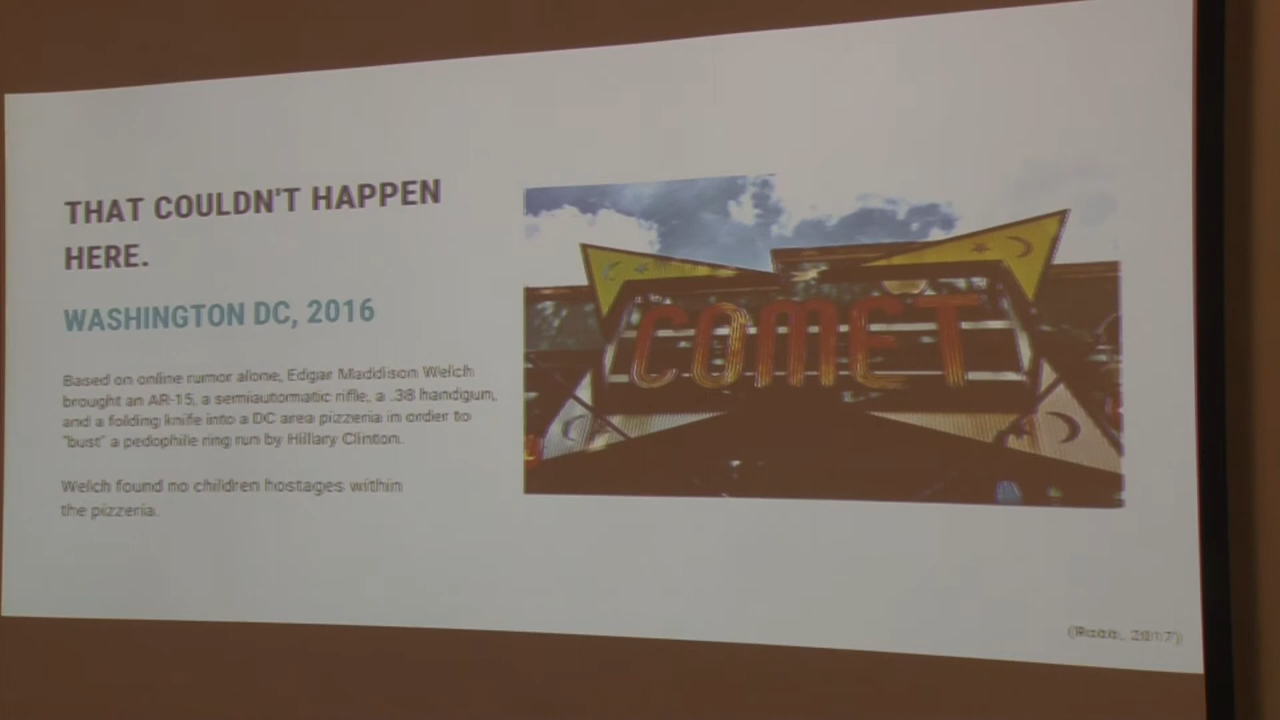 THAT COULDN'T HAPPEN
HERE.
WASHINGTON DC, 2016
Based on online rumor alone, Edgar Maddison Welch
brought an AR-15, a semiautomatic rifle, a .38 handgun,
and a folding knife into a DC area pizzeria in order to
"bust" a pedophile ring run by Hillary Clinton.
Welch found no children hostages within
the pizzeria.
COMET
2017)